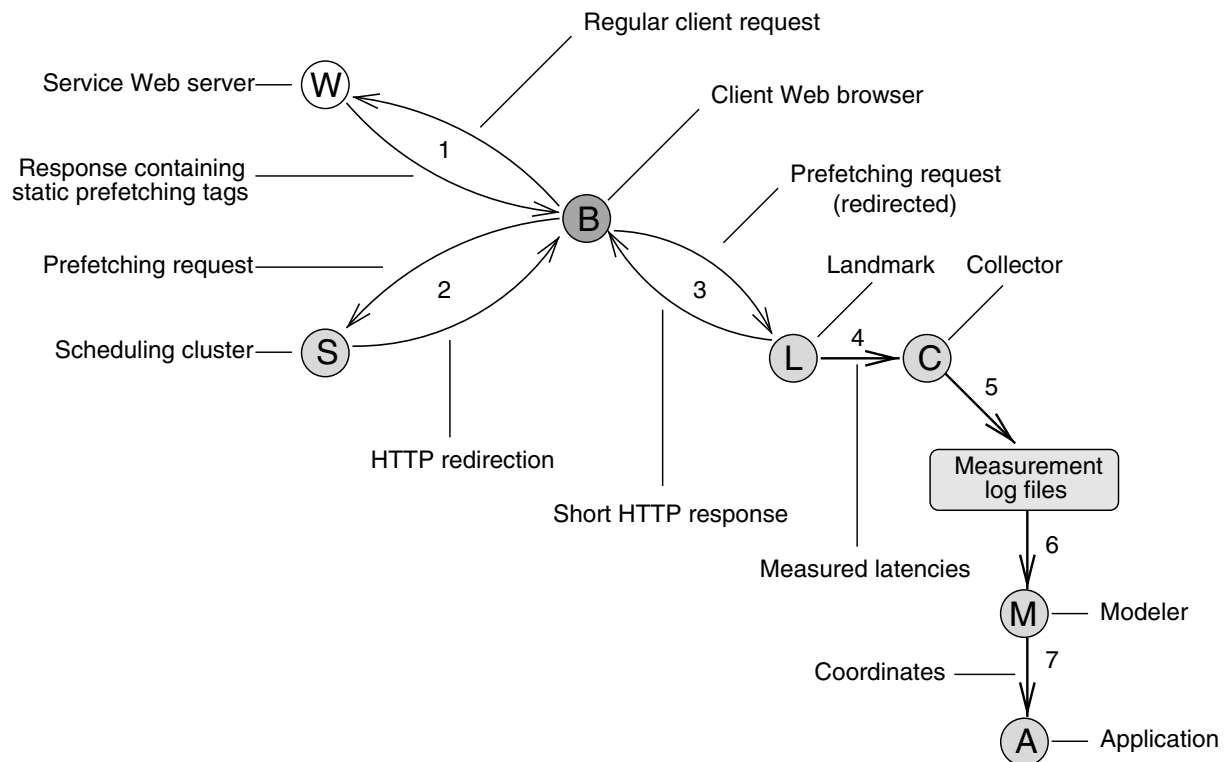 Regular client request
Service Web server
W
Client Web browser
1
Response containing
static prefetching tags
Prefetching request
(redirected)
B
Prefetching request
2
3
Landmark
Collector
Scheduling cluster
S
L
4
C
5
HTTP redirection
Measurement
log files
Short HTTP response
6
Measured latencies
M
Modeler
7
Coordinates
A
Application